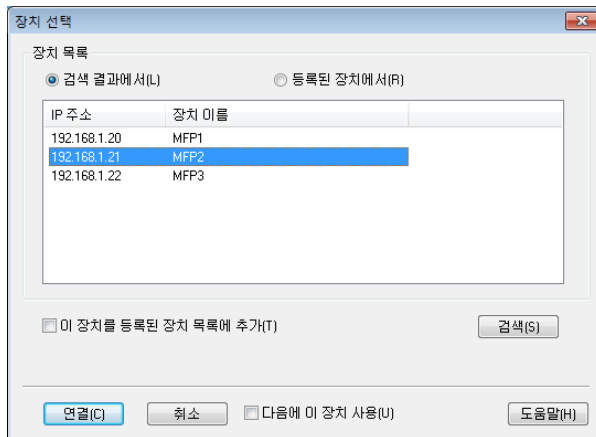 장치 선택
장치 목록
검색 결과에서(L) 등록된 장치에서(R)
IP 주소 장치 이름
192.168.1.20 MFP1
192.168.1.21 MFP2
192.168.1.22 MFP3
이 장치를 등록된 장치 목록에 추가(T) 검색(S)
연결(C) 취소 다음에 이 장치 사용(U) 도움말(H)